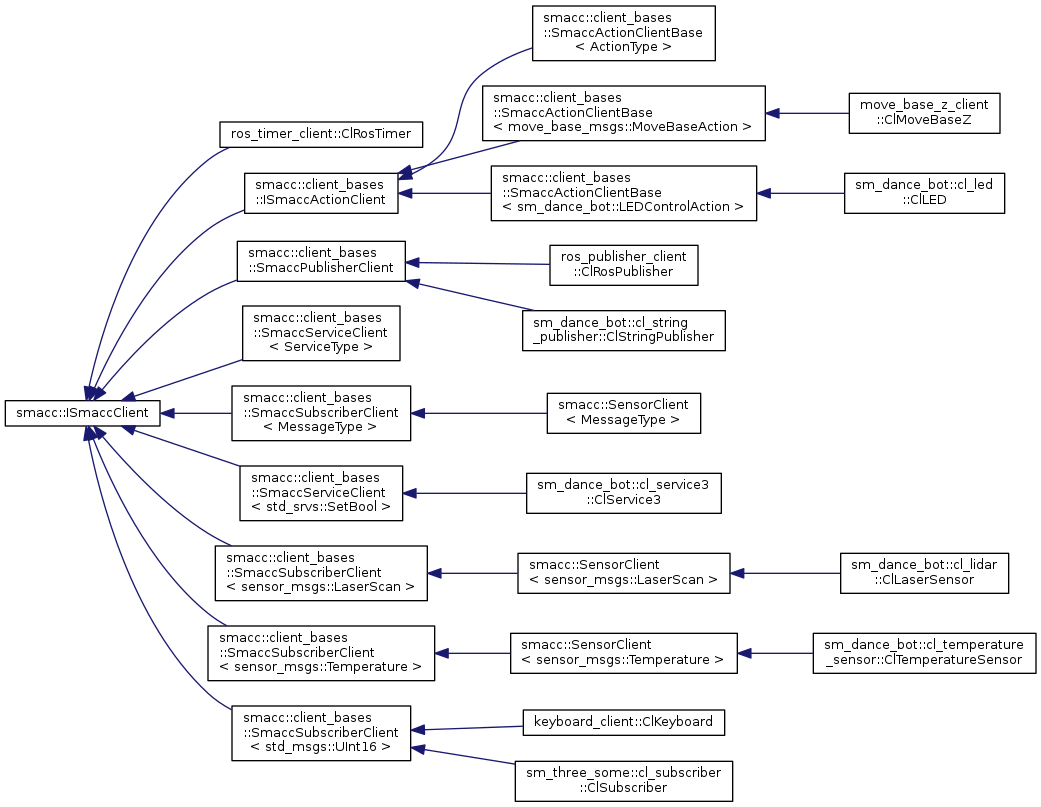 smacc::client_bases
::SmaccActionClientBase
< ActionType >
smacc::client_bases
::SmaccActionClientBase
< move_base_msgs::MoveBaseAction >
move_base_z_client
::ClMoveBaseZ
ros_timer_client::ClRosTimer
smacc::client_bases
::ISmaccActionClient
smacc::client_bases
::SmaccActionClientBase
< sm_dance_bot::LEDControlAction >
sm_dance_bot::cl_led
::ClLED
smacc::client_bases
::SmaccPublisherClient
ros_publisher_client
::ClRosPublisher
smacc::client_bases
::SmaccServiceClient
< ServiceType >
sm_dance_bot::cl_string
_publisher::ClStringPublisher
smacc::ISmaccClient
smacc::client_bases
::SmaccSubscriberClient
< MessageType >
smacc::SensorClient
< MessageType >
smacc::client_bases
::SmaccServiceClient
< std_srvs::SetBool >
sm_dance_bot::cl_service3
::ClService3
smacc::client_bases
::SmaccSubscriberClient
< sensor_msgs::LaserScan >
smacc::SensorClient
< sensor_msgs::LaserScan >
sm_dance_bot::cl_lidar
::ClLaserSensor
smacc::client_bases
::SmaccSubscriberClient
< sensor_msgs::Temperature >
smacc::SensorClient
< sensor_msgs::Temperature >
sm_dance_bot::cl_temperature
_sensor::ClTemperatureSensor
smacc::client_bases
::SmaccSubscriberClient
< std_msgs::UInt16 >
keyboard_client::ClKeyboard
sm_three_some::cl_subscriber
::ClSubscriber